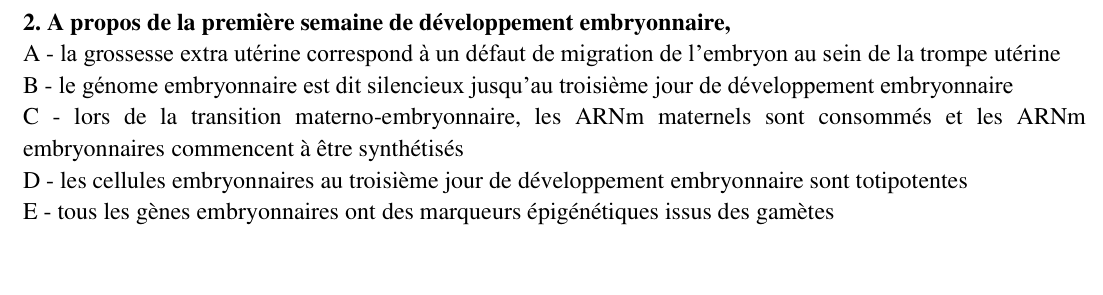 2. A propos de la première semaine de développement embryonnaire,
A - la grossesse extra utérine correspond à un défaut de migration de l’embryon au sein de la trompe utérine
B - le génome embryonnaire est dit silencieux jusqu’au troisième jour de développement embryonnaire
C - lors de la transition materno-embryonnaire, les ARNm maternels sont consommés et les ARNm
embryonnaires commencent à être synthétisés
D - les cellules embryonnaires au troisième jour de développement embryonnaire sont totipotentes
E - tous les gènes embryonnaires ont des marqueurs épigénétiques issus des gamètes